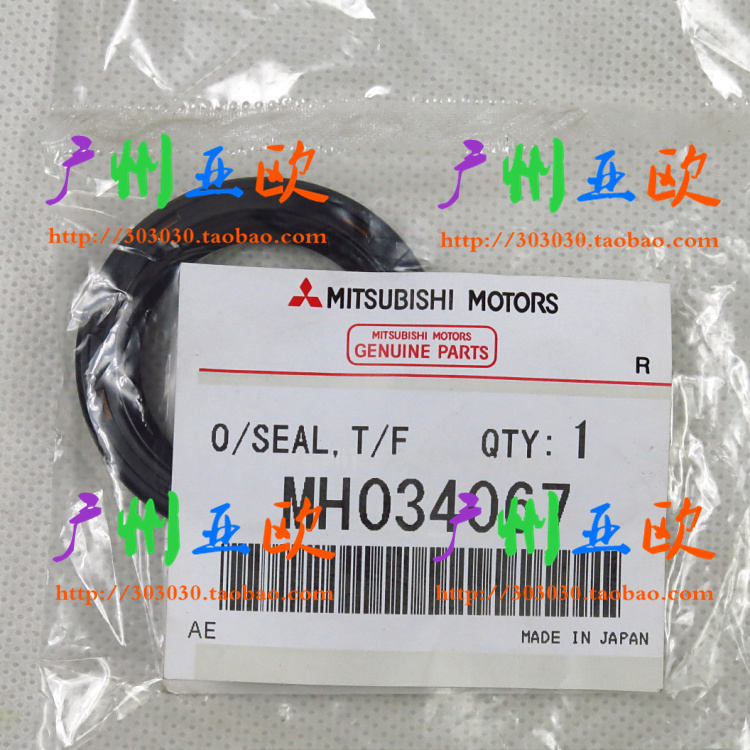 广州亚欧 广州亚欧
http://303030.taobao.com http://303030.taobao.com
MITSUBISHI MOTORS
MITSUBISHI MOTORS
GENUINE PARTS
R
O/SEAL, T/F QTY: 1
MH034067
广州亚欧 广州亚欧
http://303030.taobao.com http://303030.taobao.com
AE MADE IN JAPAN